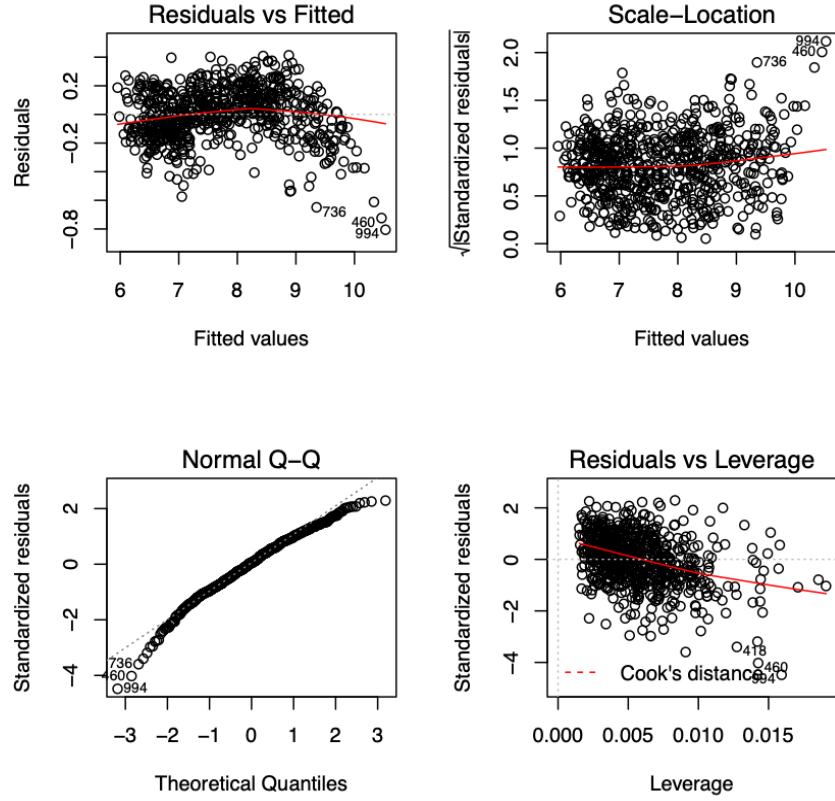 Residuals vs Fitted
Residuals
0.2
-0.2
-0.8
736
460
994
6 7 8 9 10
Fitted values
Scale-Location
√|Standardized residuals|
2.0
1.5
1.0
0.5
0.0
994
460
736
6 7 8 9 10
Fitted values
Normal Q-Q
Standardized residuals
2
0
-2
-4
736
460
994
-3 -2 -1 0 1 2 3
Theoretical Quantiles
Residuals vs Leverage
Standardized residuals
2
0
-2
-4
418
460
994
Cook's distance
0.000 0.005 0.010 0.015
Leverage